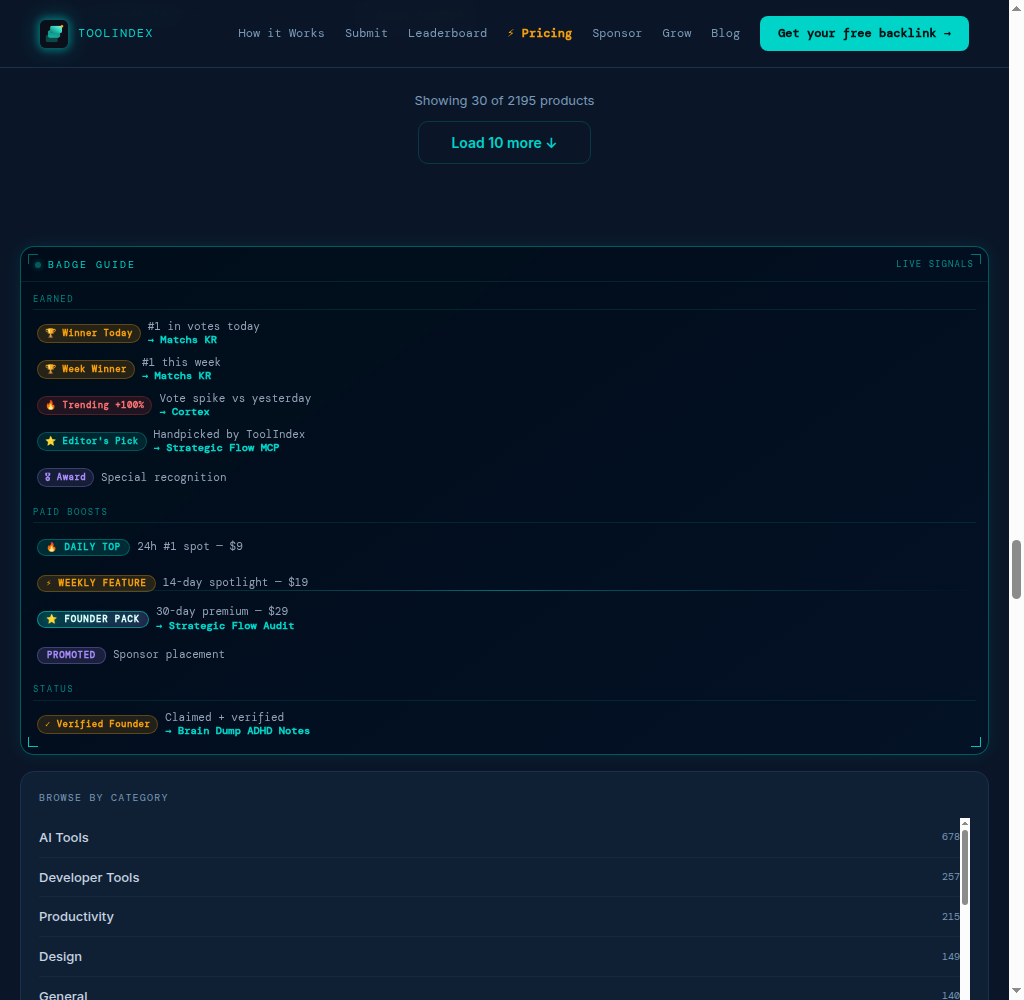 TOOLINDEX
How it Works
Submit
Leaderboard
⚡ Pricing
Sponsor
Grow
Blog
Get your free backlink →
Showing 30 of 2195 products
Load 10 more ↓
BADGE GUIDE
LIVE SIGNALS
EARNED
🏆 Winner Today
#1 in votes today
→ Matchs KR
🏆 Week Winner
#1 this week
→ Matchs KR
🔥 Trending +100%
Vote spike vs yesterday
→ Cortex
⭐ Editor's Pick
Handpicked by ToolIndex
→ Strategic Flow MCP
🎖 Award
Special recognition
PAID BOOSTS
🔥 DAILY TOP
24h #1 spot — $9
⚡ WEEKLY FEATURE
14-day spotlight — $19
⭐ FOUNDER PACK
30-day premium — $29
→ Strategic Flow Audit
PROMOTED
Sponsor placement
STATUS
✓ Verified Founder
Claimed + verified
→ Brain Dump ADHD Notes
BROWSE BY CATEGORY
AI Tools 678
Developer Tools 257
Productivity 215
Design 149
General 140